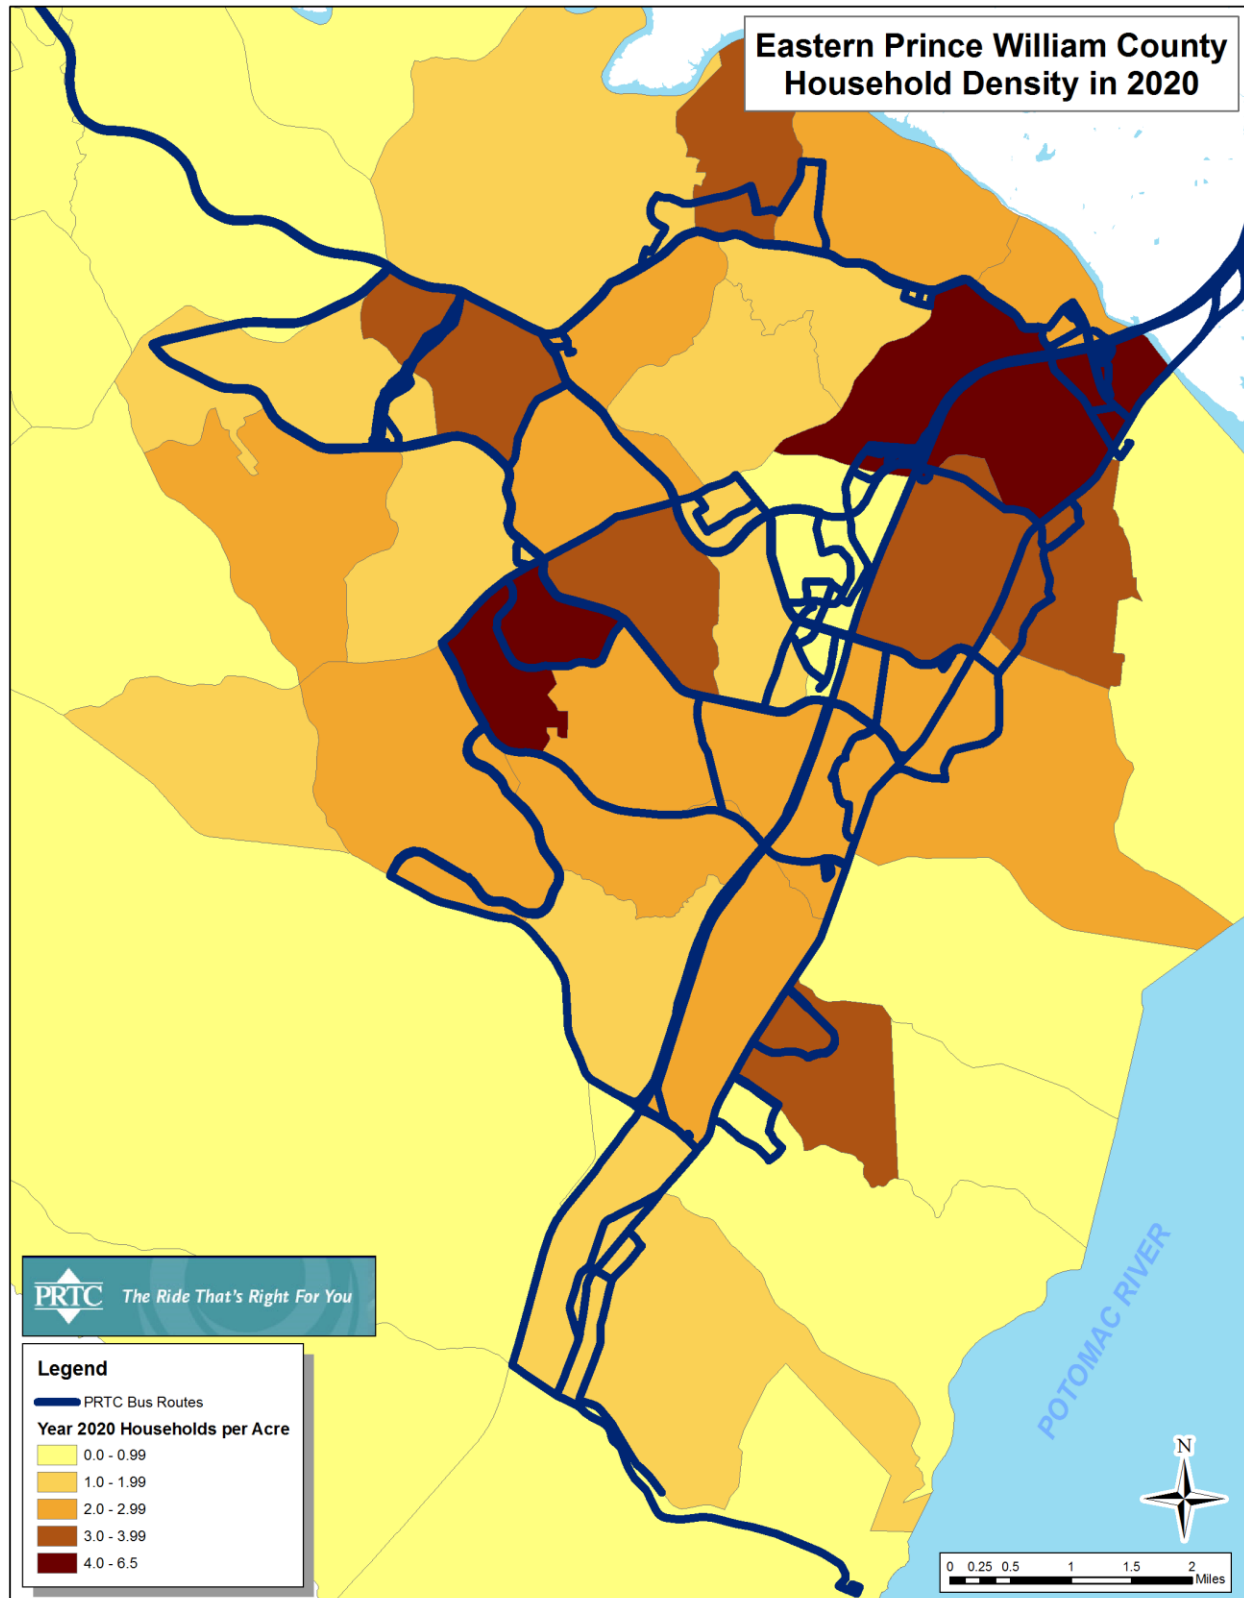 Eastern Prince William County
Household Density in 2020
POTOMAC RIVER
PRTC The Ride That's Right For You
Legend
PRTC Bus Routes
Year 2020 Households per Acre
0.0 - 0.99
1.0 - 1.99
2.0 - 2.99
3.0 - 3.99
4.0 - 6.5
N
0 0.25 0.5 1 1.5 2
Miles